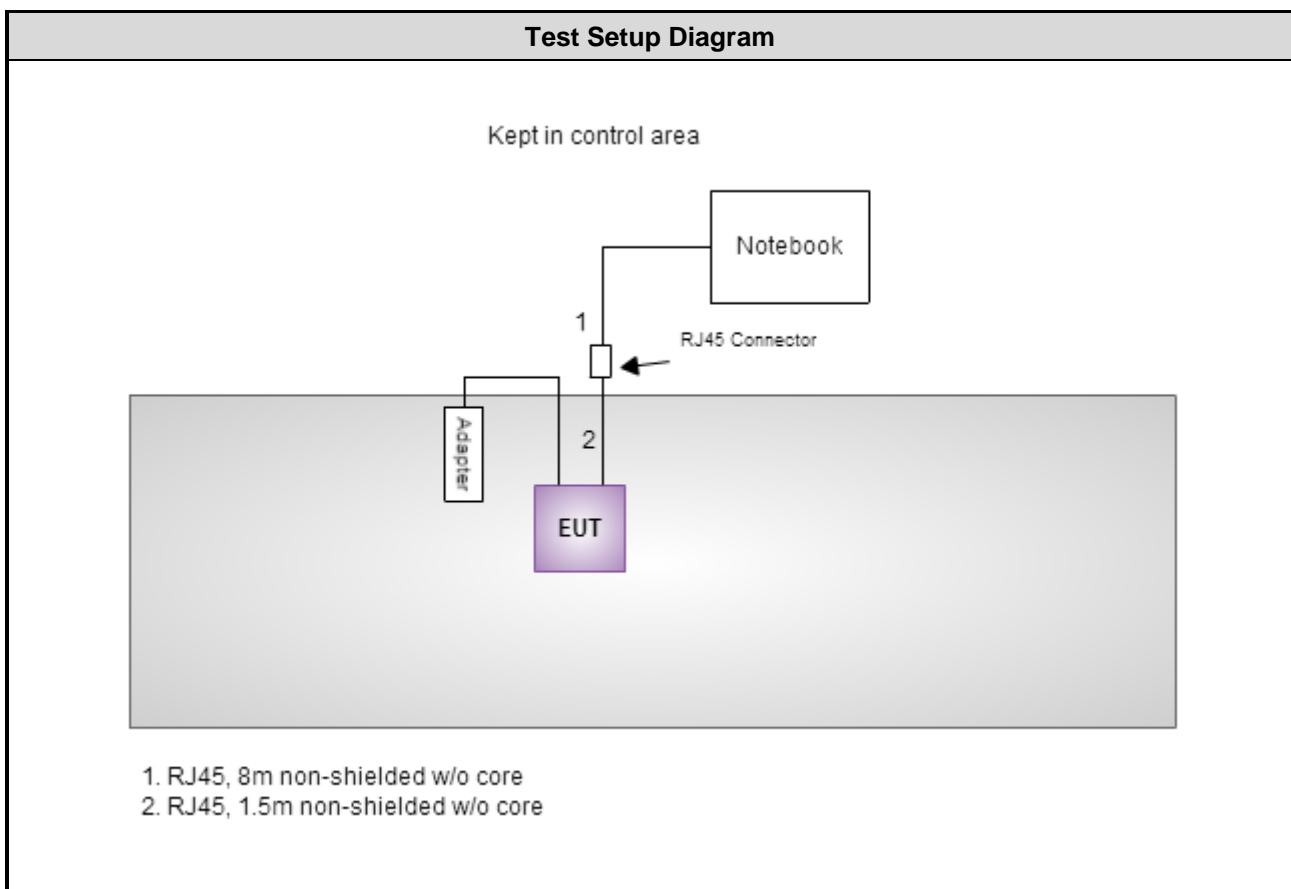 Test Setup Diagram
Kept in control area
Notebook
1
RJ45 Connector
Adapter
2
EUT
1. RJ45, 8m non-shielded w/o core
2. RJ45, 1.5m non-shielded w/o core